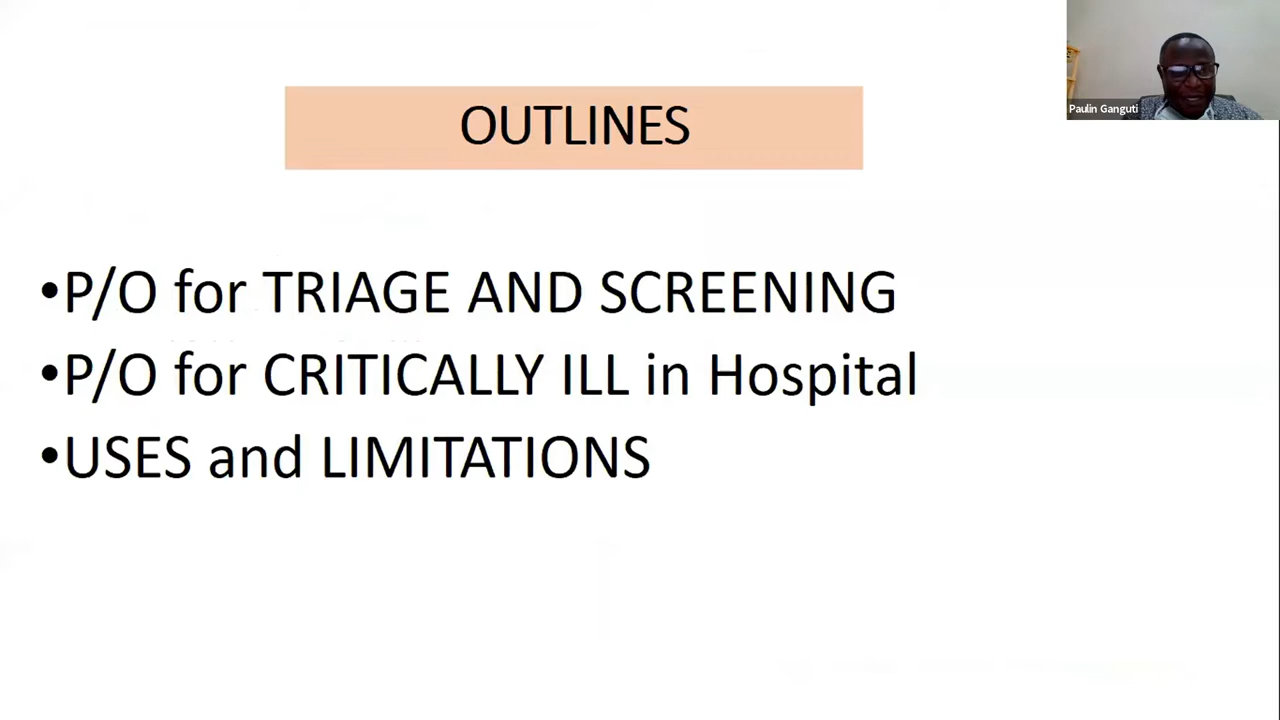 OUTLINES
Paulin Ganguti
•P/O for TRIAGE AND SCREENING
•P/O for CRITICALLY ILL in Hospital
•USES and LIMITATIONS